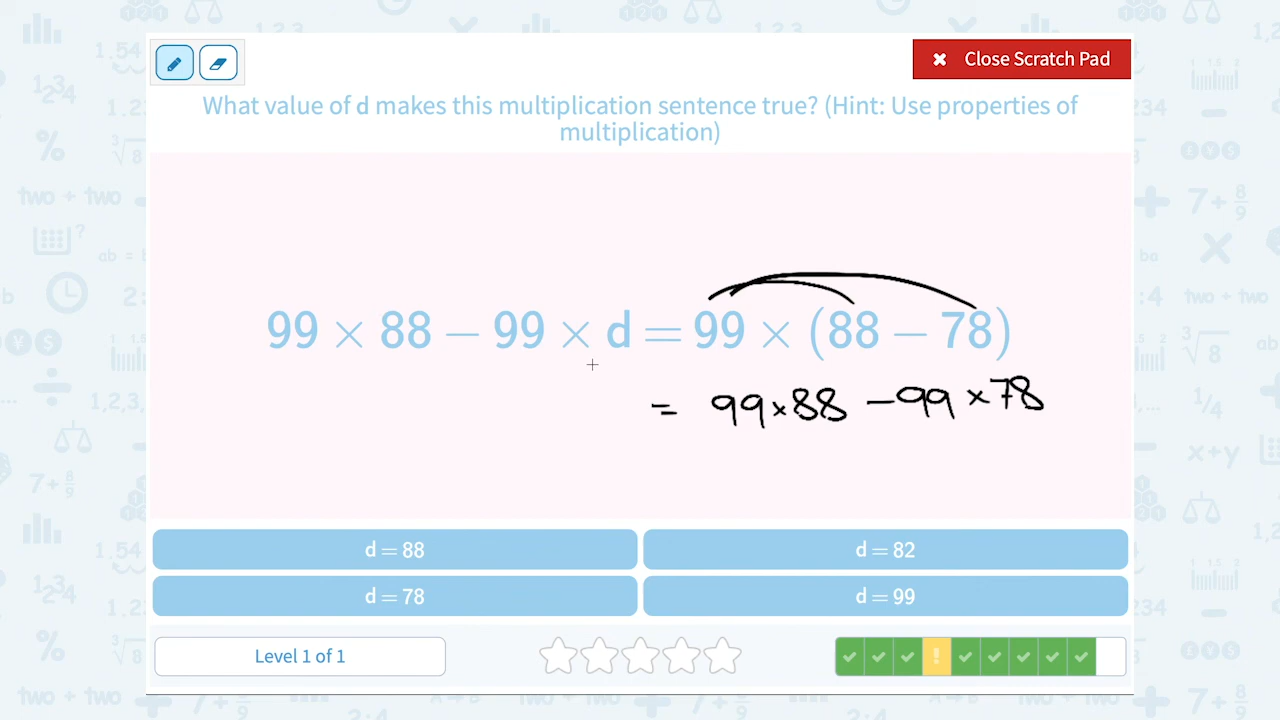 Close Scratch Pad
What value of d makes this multiplication sentence true? (Hint: Use properties of
multiplication)
99 × 88 − 99 × d = 99 × (88 − 78)
= 99 × 88 − 99 × 78
d = 88
d = 82
d = 78
d = 99
Level 1 of 1